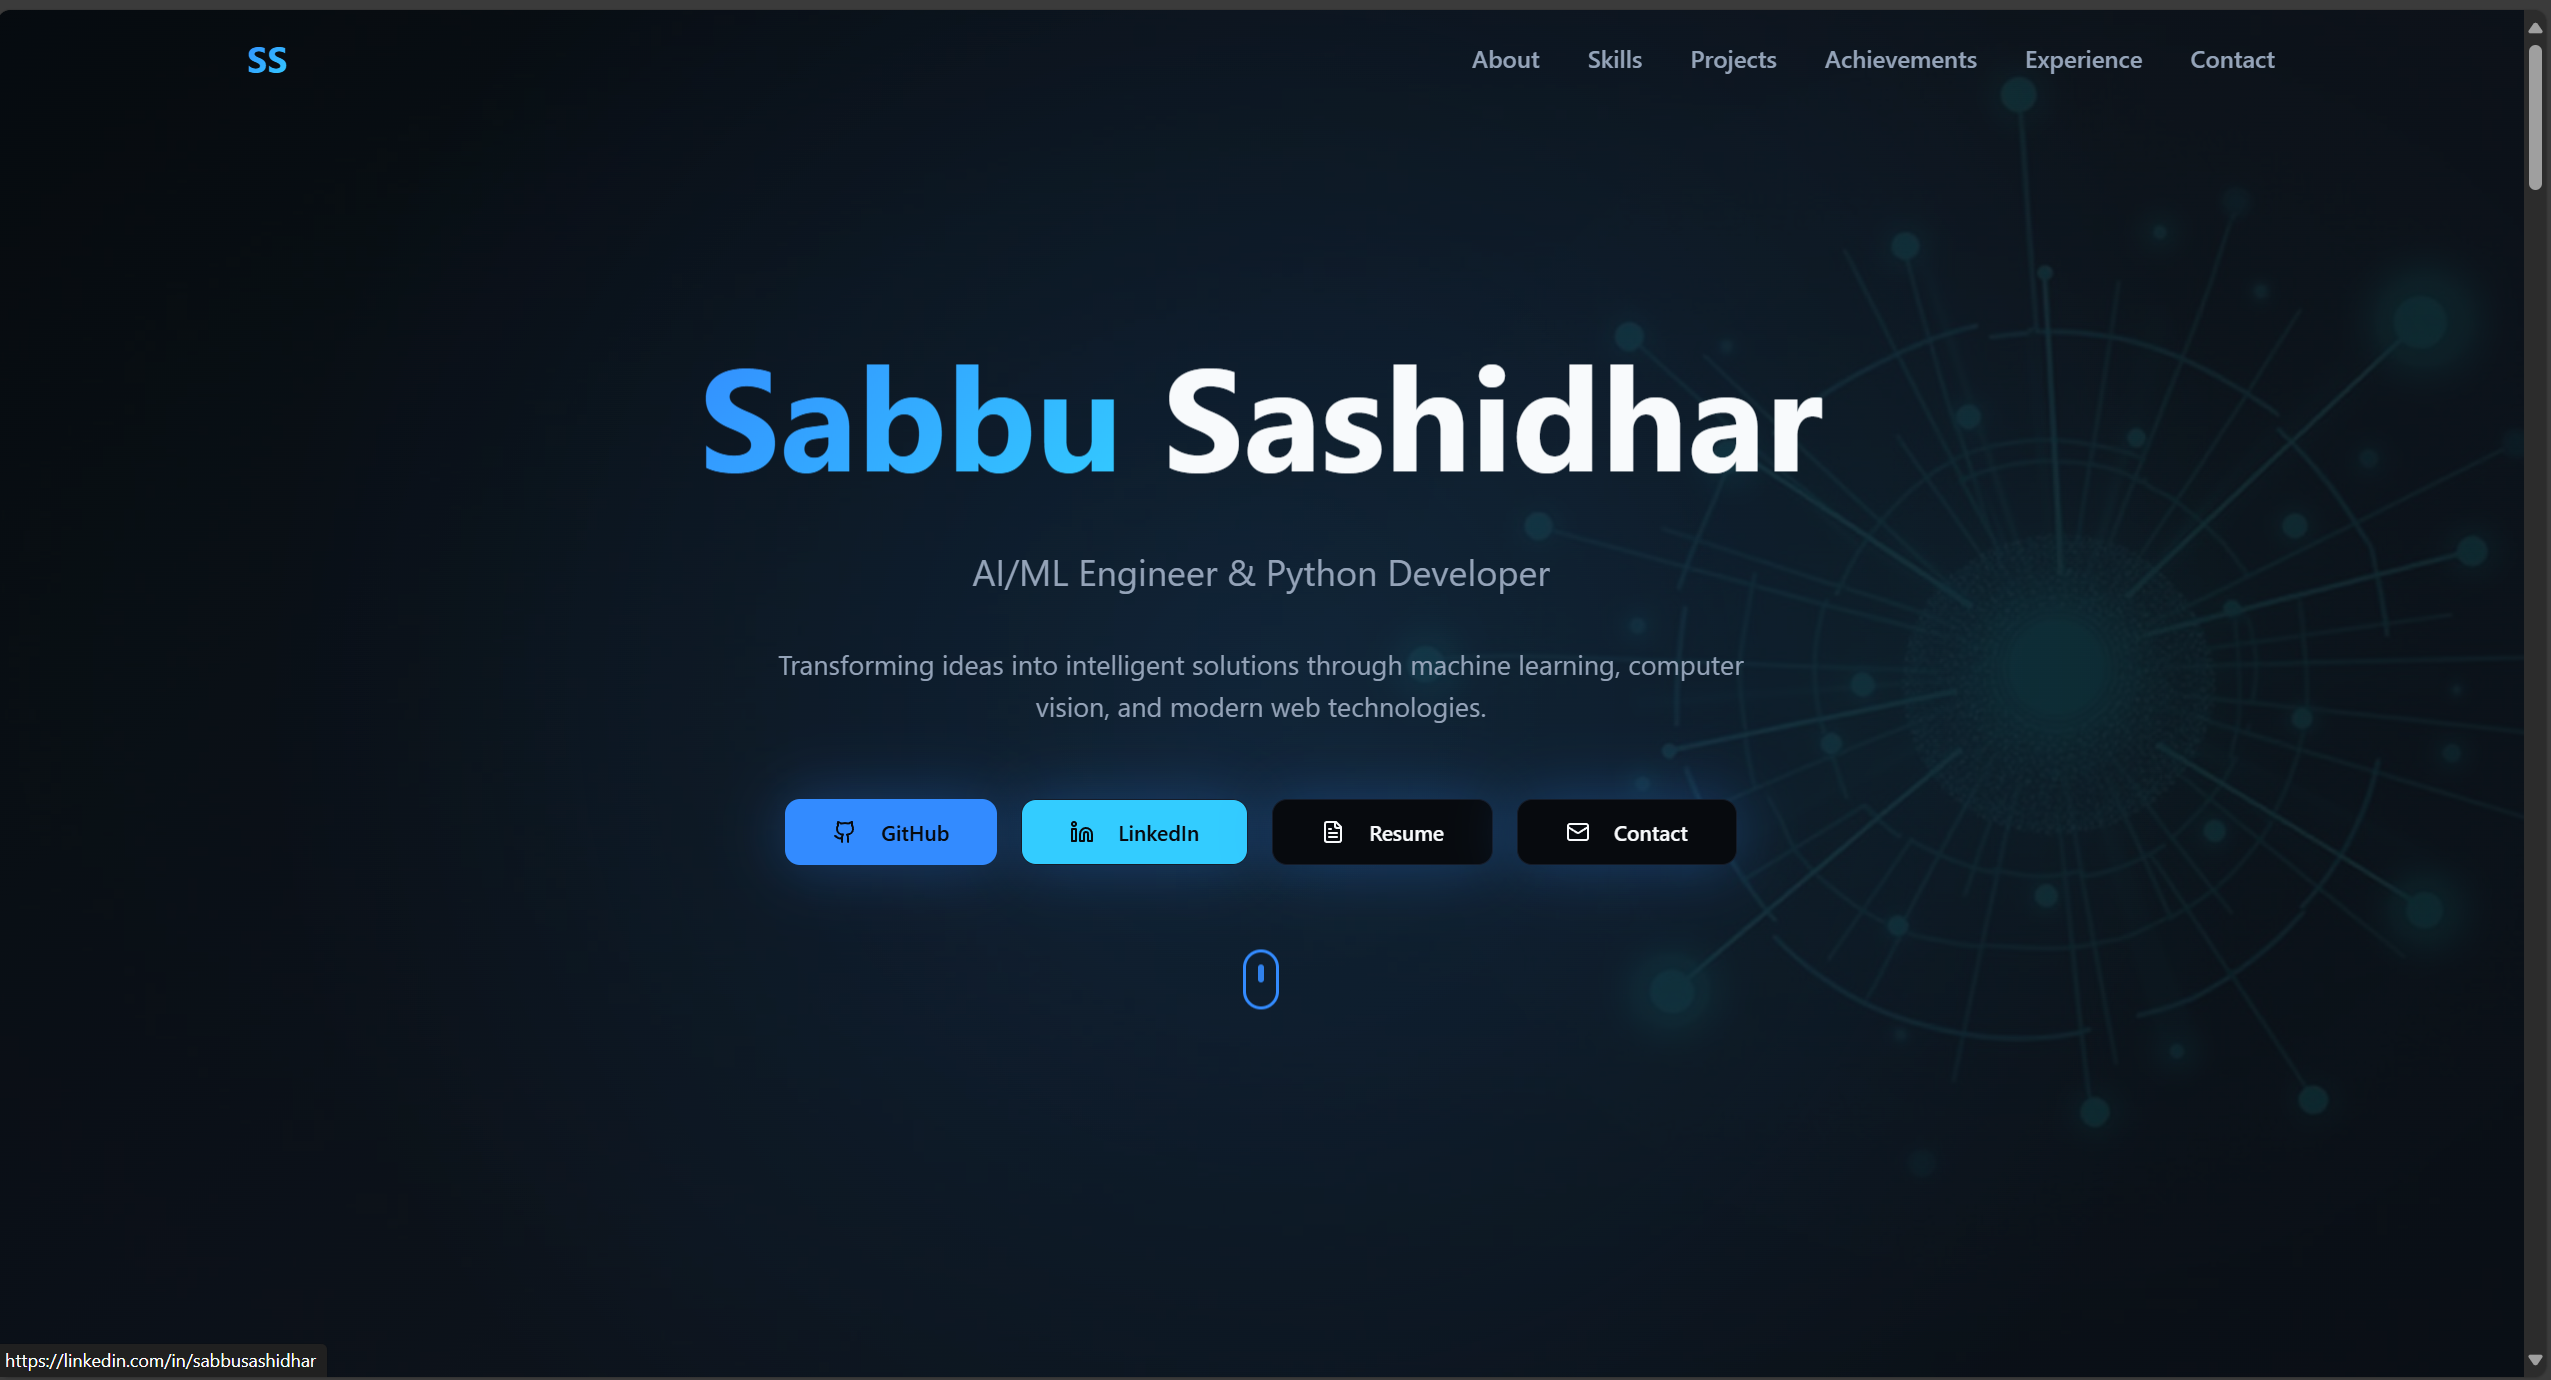 SS
About
Skills
Projects
Achievements
Experience
Contact
Sabbu Sashidhar
AI/ML Engineer & Python Developer
Transforming ideas into intelligent solutions through machine learning, computer
vision, and modern web technologies.
GitHub
LinkedIn
Resume
Contact
https://linkedin.com/in/sabbusashidhar